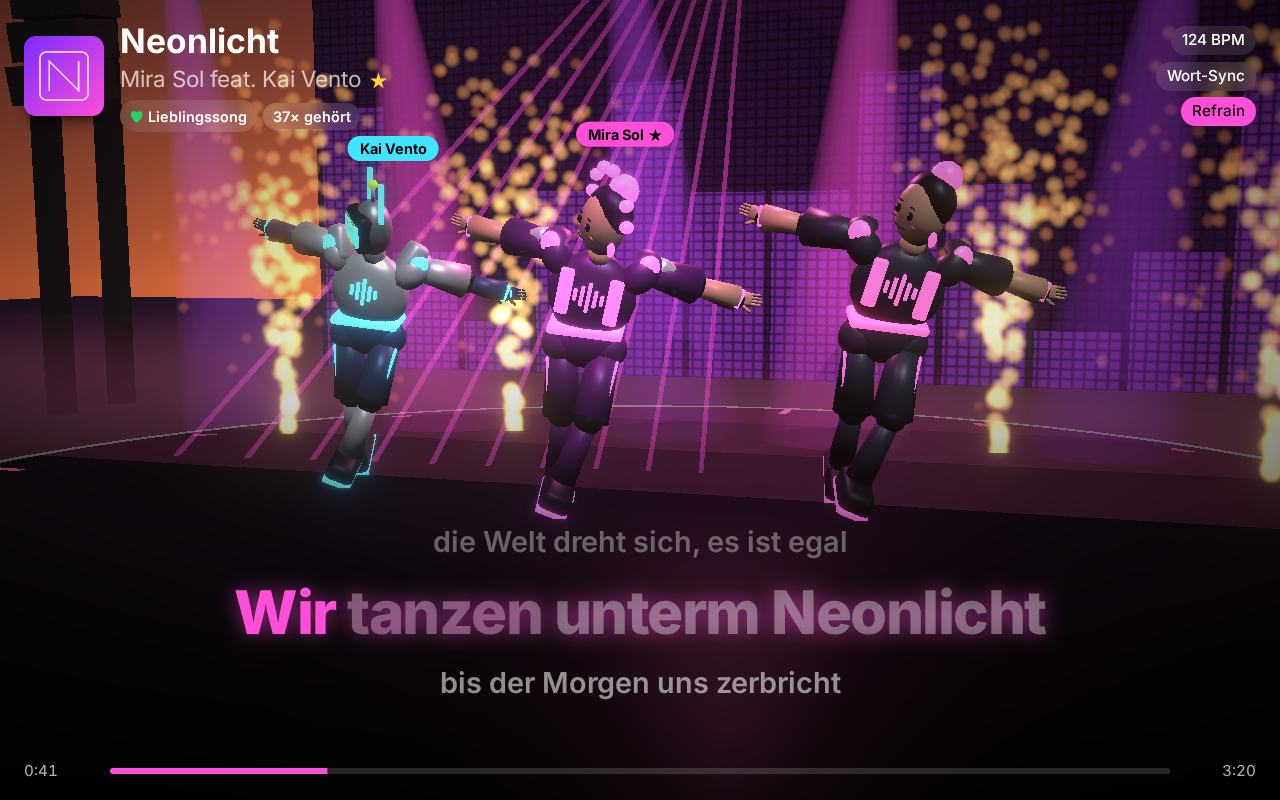 Neonlicht
Mira Sol feat. Kai Vento ★
Lieblingssong
37× gehört
124 BPM
Wort-Sync
Refrain
N
Kai Vento
Mira Sol ★
die Welt dreht sich, es ist egal
Wir tanzen unterm Neonlicht
bis der Morgen uns zerbricht
0:41
3:20